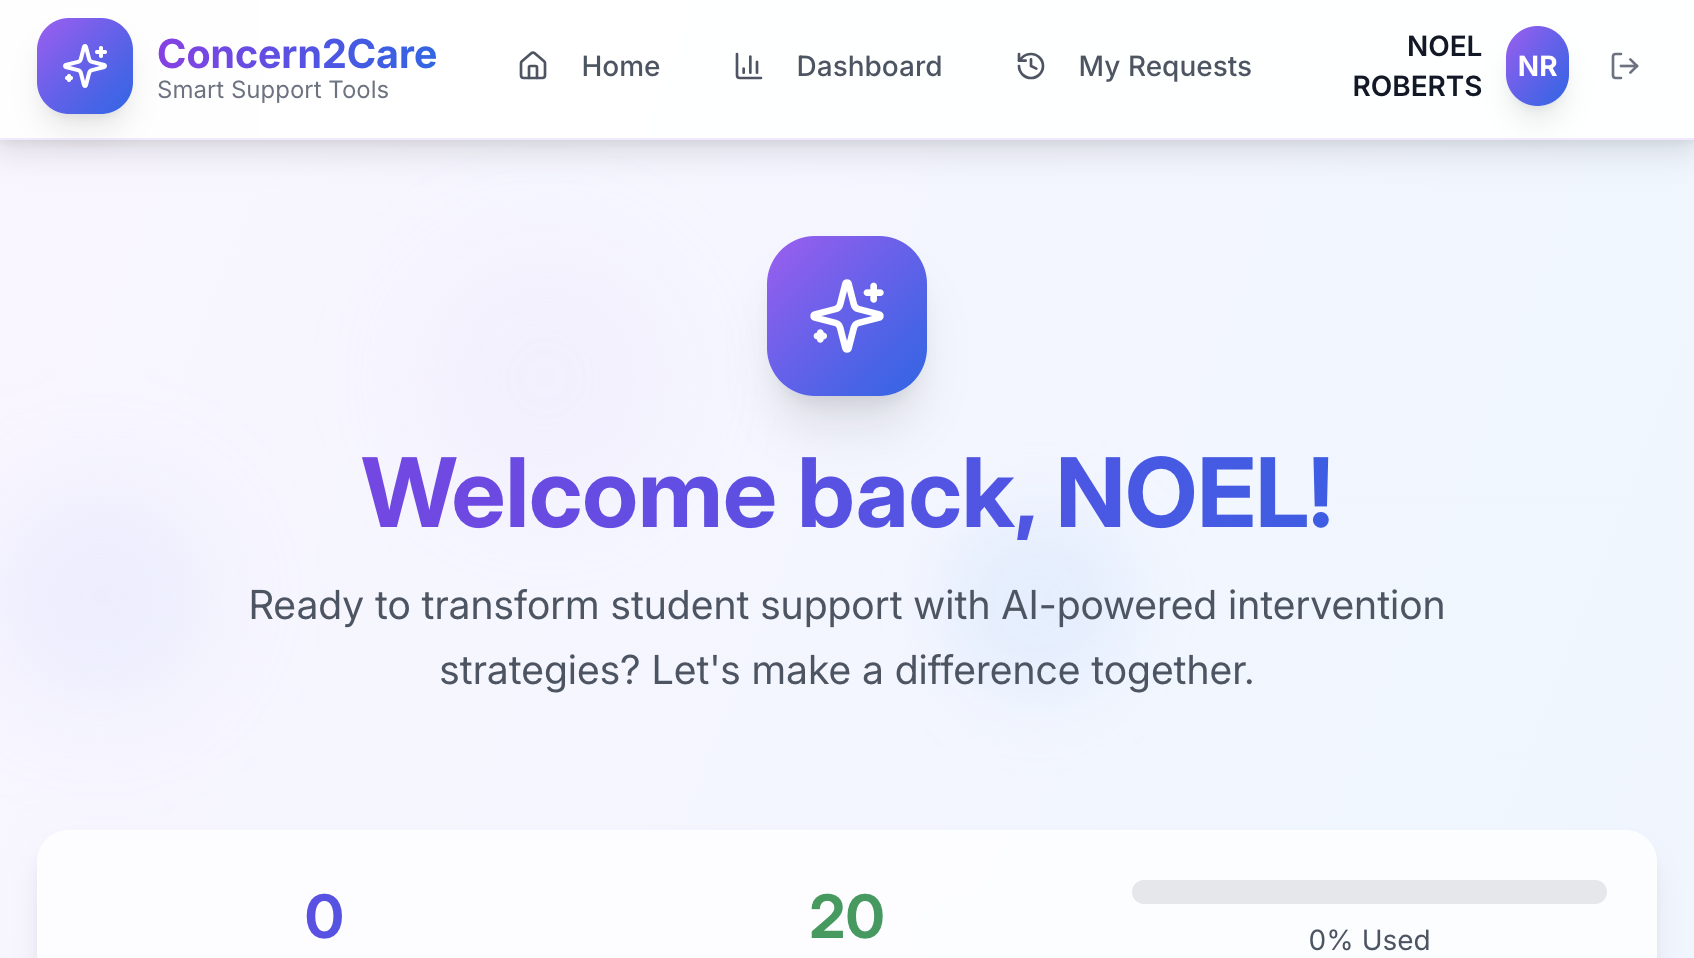 Concern2Care
Smart Support Tools
Home
Dashboard
My Requests
NOEL
ROBERTS
NR
Welcome back, NOEL!
Ready to transform student support with AI-powered intervention
strategies? Let's make a difference together.
0
20
0% Used